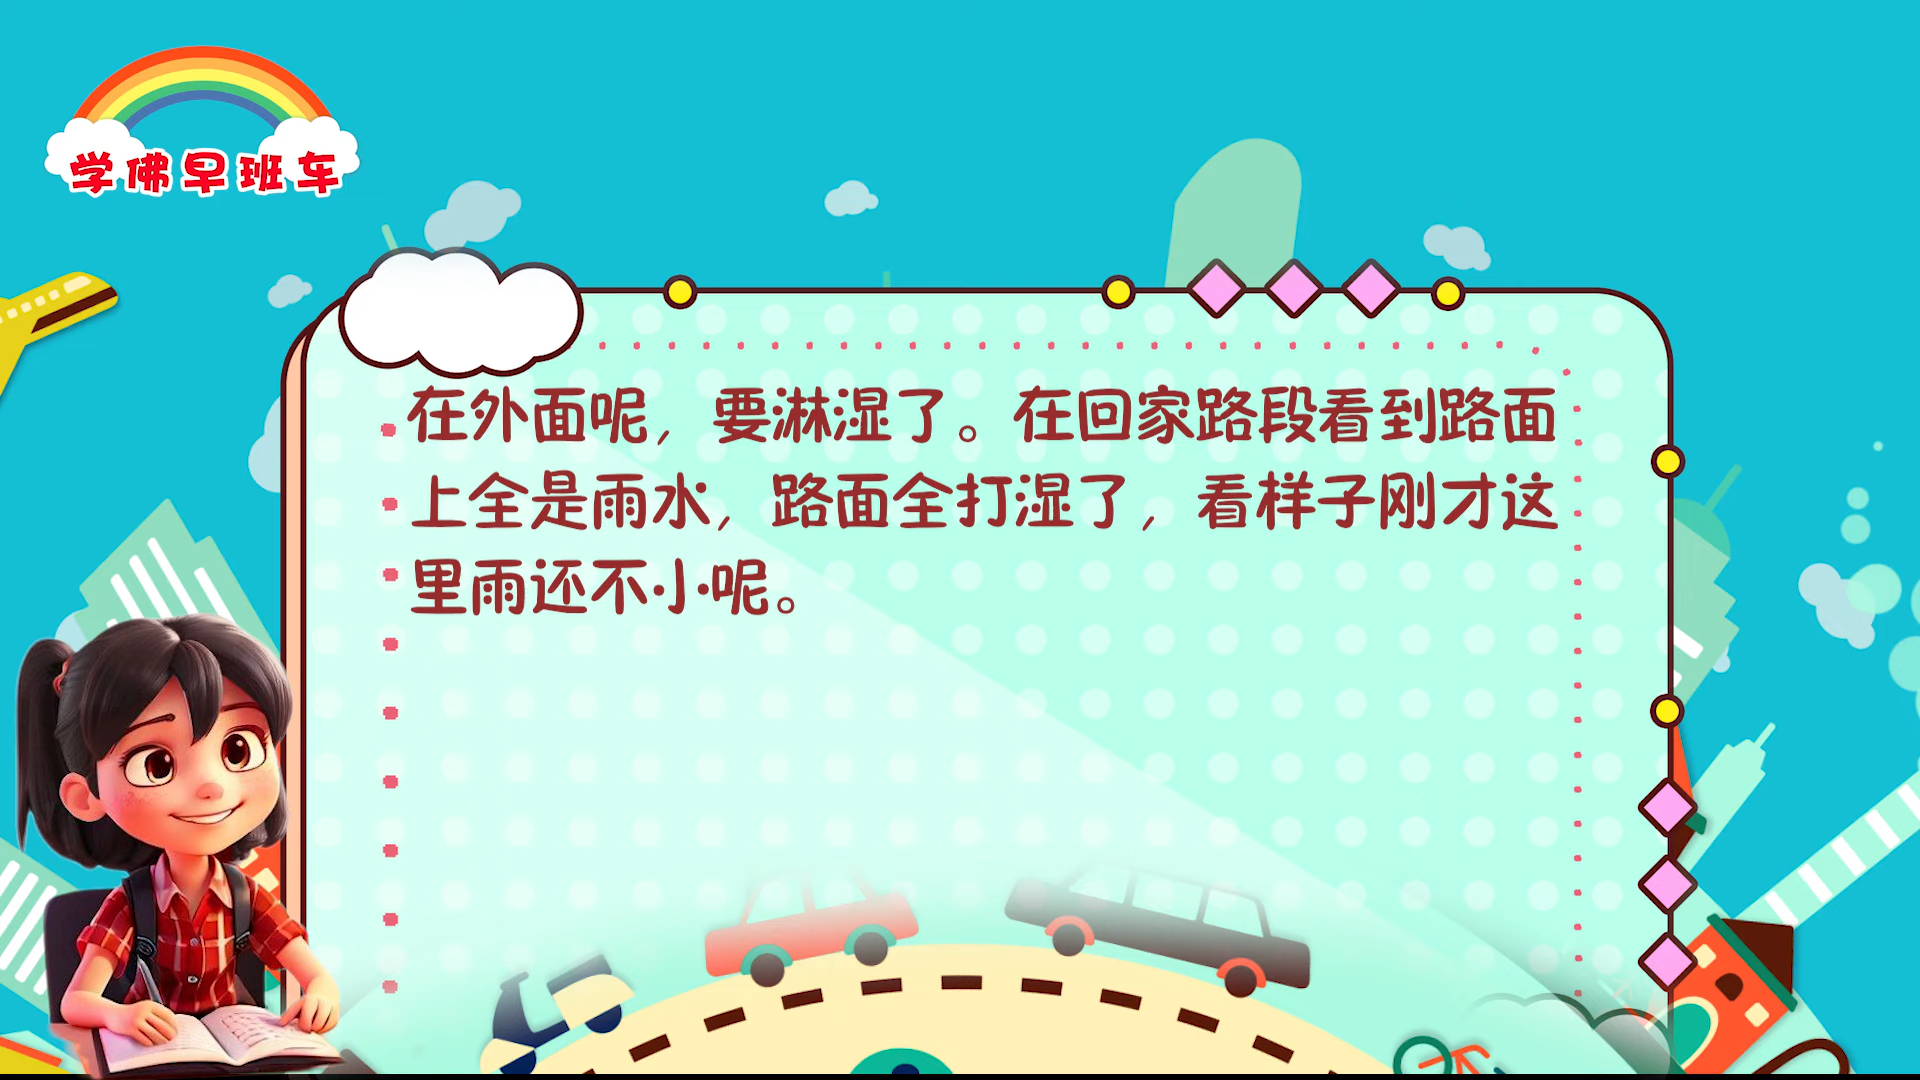 学佛早班车
在外面呢，要淋湿了。在回家路段看到路面
上全是雨水，路面全打湿了，看样子刚才这
里雨还不小呢。